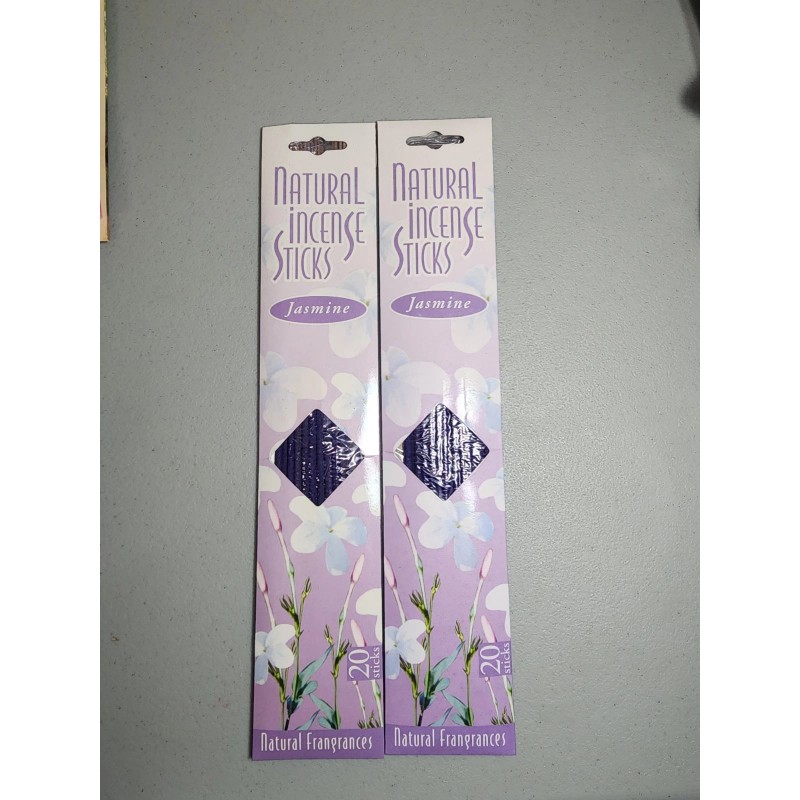 NATURAL
INCENSE
STICKS
Jasmine
20
sticks
Natural Frangrances
NATURAL
INCENSE
STICKS
Jasmine
20
sticks
Natural Frangrances